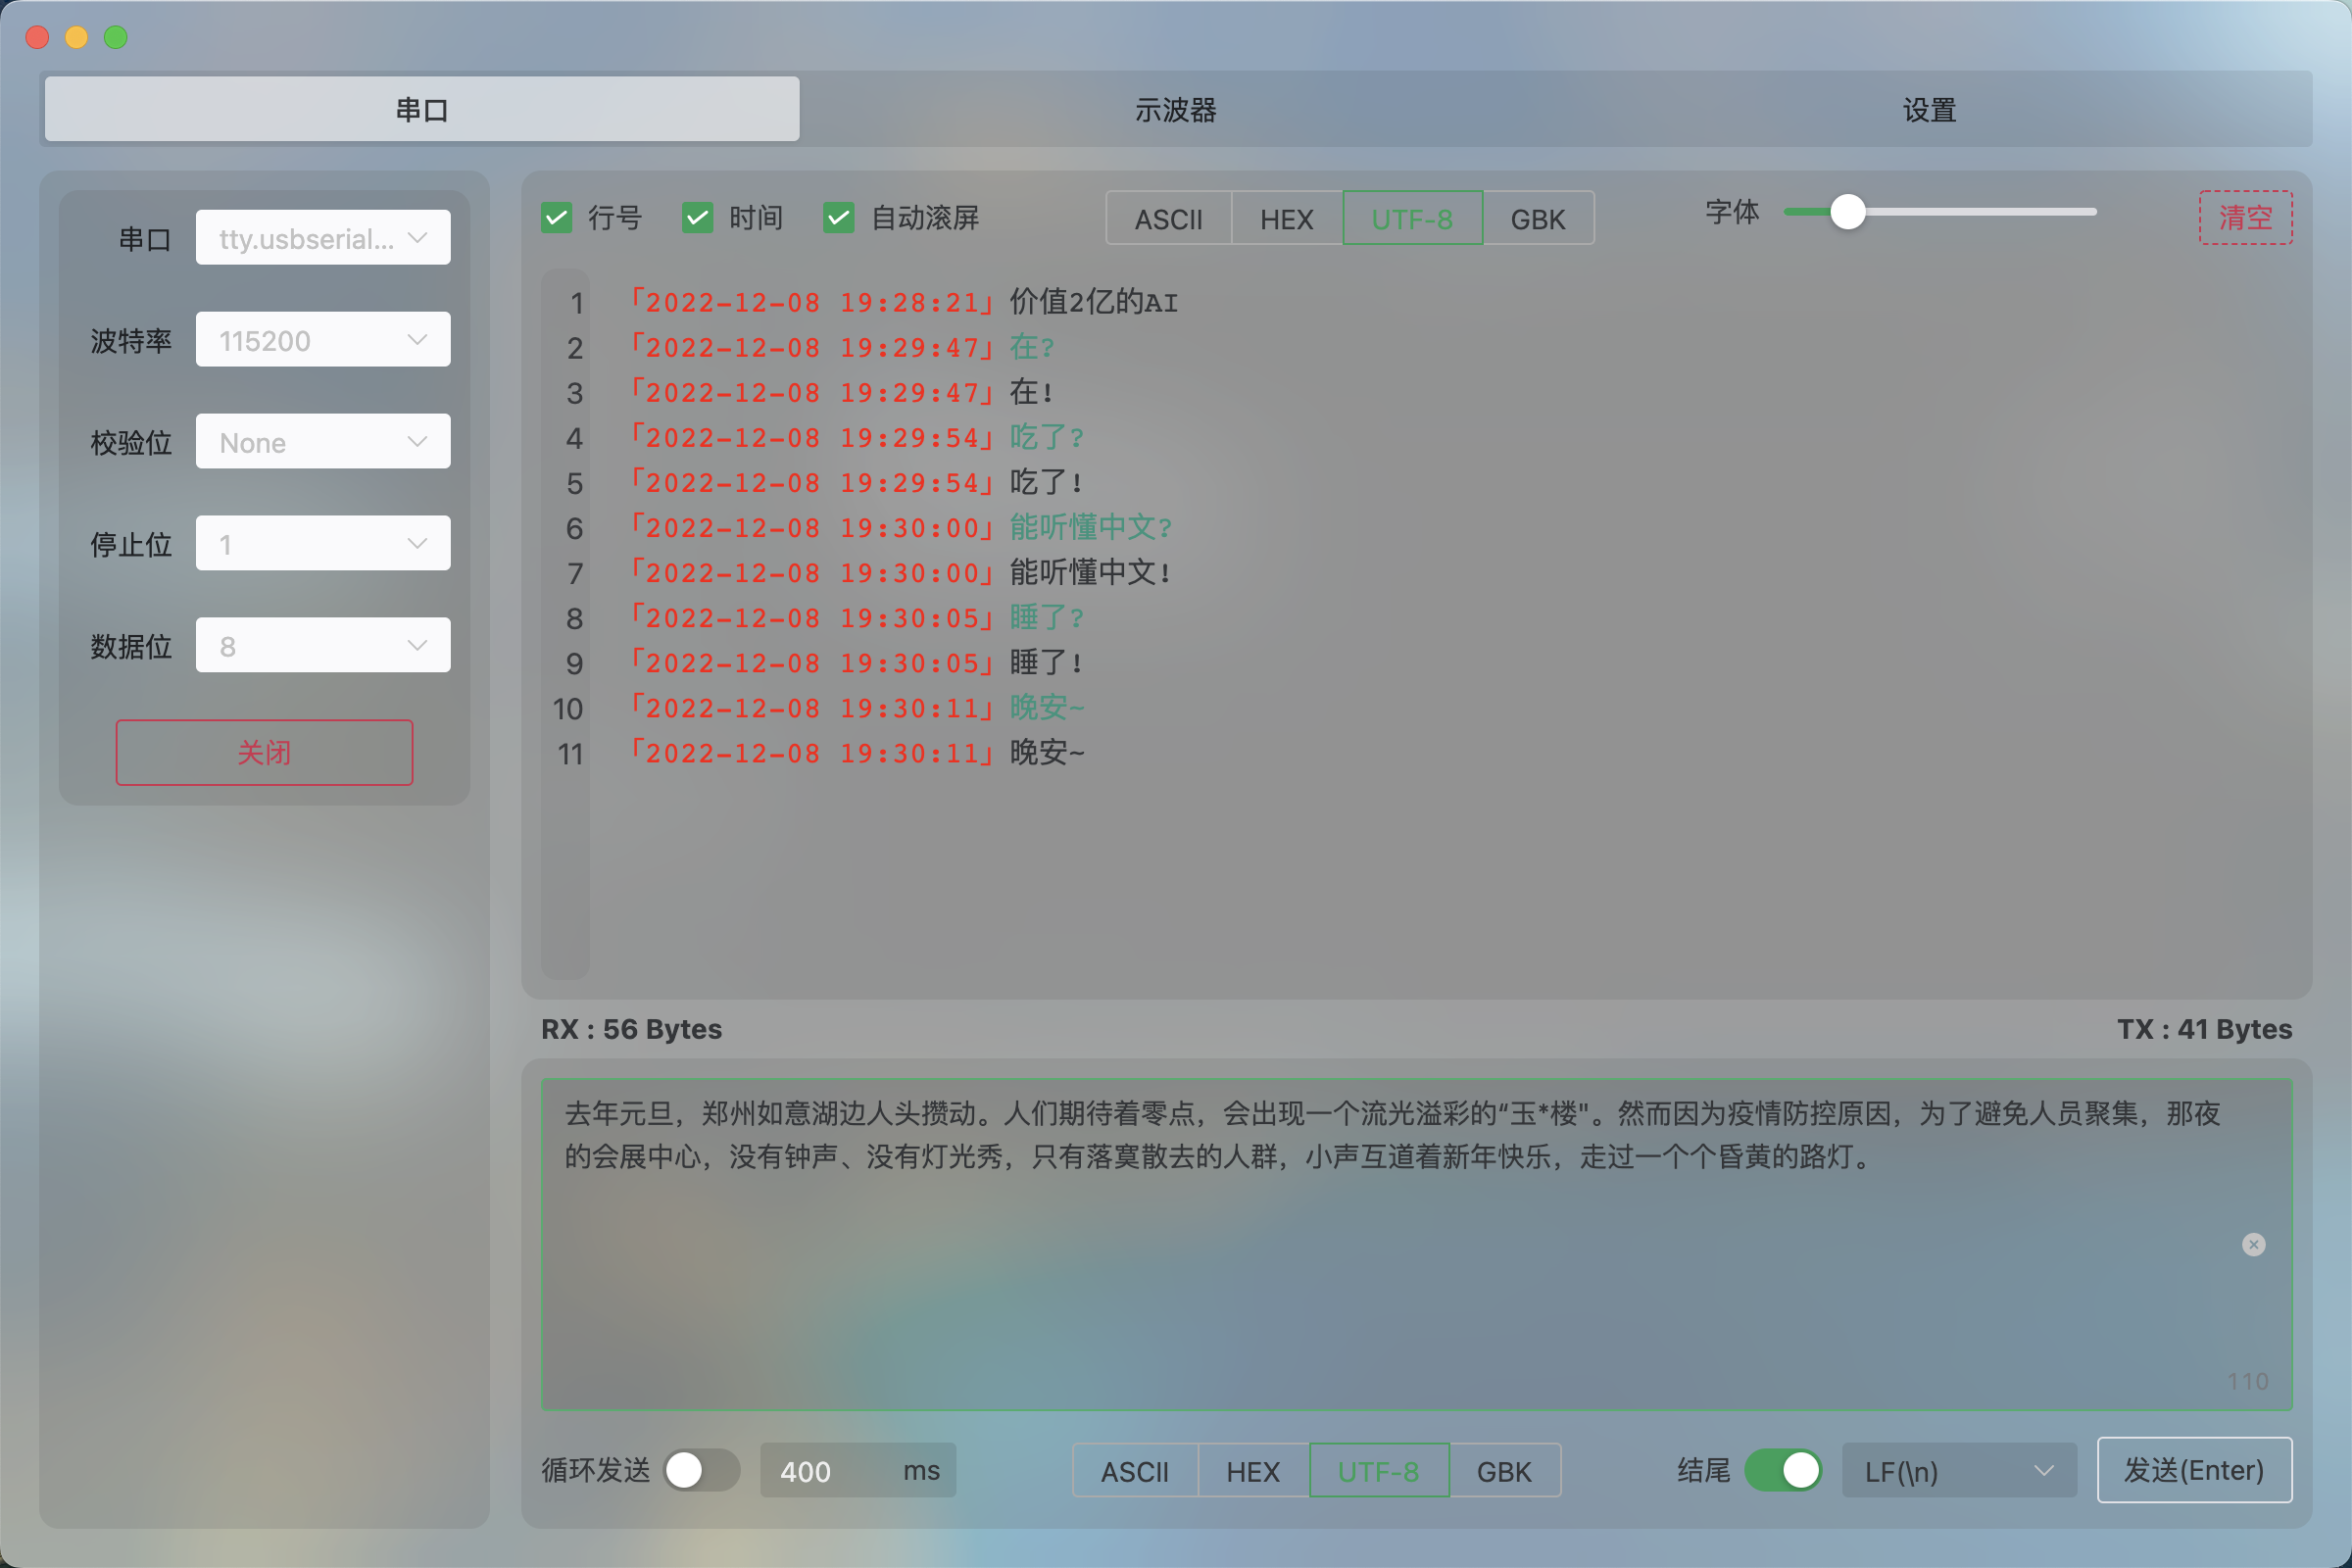 串口
示波器
设置
串口 tty.usbserial...
波特率 115200
校验位 None
停止位 1
数据位 8
关闭
行号 时间 自动滚屏 ASCII HEX UTF-8 GBK 字体 清空
1 「2022-12-08 19:28:21」价值2亿的AI
2 「2022-12-08 19:29:47」在?
3 「2022-12-08 19:29:47」在!
4 「2022-12-08 19:29:54」吃了?
5 「2022-12-08 19:29:54」吃了!
6 「2022-12-08 19:30:00」能听懂中文?
7 「2022-12-08 19:30:00」能听懂中文!
8 「2022-12-08 19:30:05」睡了?
9 「2022-12-08 19:30:05」睡了!
10 「2022-12-08 19:30:11」晚安~
11 「2022-12-08 19:30:11」晚安~
RX : 56 Bytes TX : 41 Bytes
去年元旦，郑州如意湖边人头攒动。人们期待着零点，会出现一个流光溢彩的“玉*楼"。然而因为疫情防控原因，为了避免人员聚集，那夜
的会展中心，没有钟声、没有灯光秀，只有落寞散去的人群，小声互道着新年快乐，走过一个个昏黄的路灯。
110
循环发送 400 ms ASCII HEX UTF-8 GBK 结尾 LF(\n) 发送(Enter)